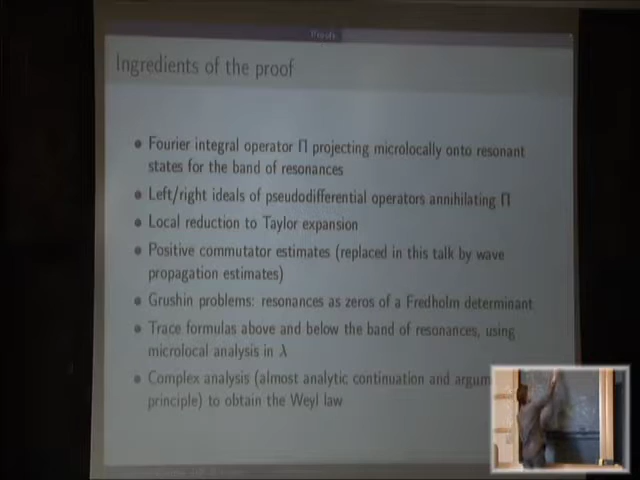 Proofs
Ingredients of the proof
Fourier integral operator Π projecting microlocally onto resonant
states for the band of resonances
Left/right ideals of pseudodifferential operators annihilating Π
Local reduction to Taylor expansion
Positive commutator estimates (replaced in this talk by wave
propagation estimates)
Grushin problems: resonances as zeros of a Fredholm determinant
Trace formulas above and below the band of resonances, using
microlocal analysis in λ
Complex analysis (almost analytic continuation and argum
principle) to obtain the Weyl law